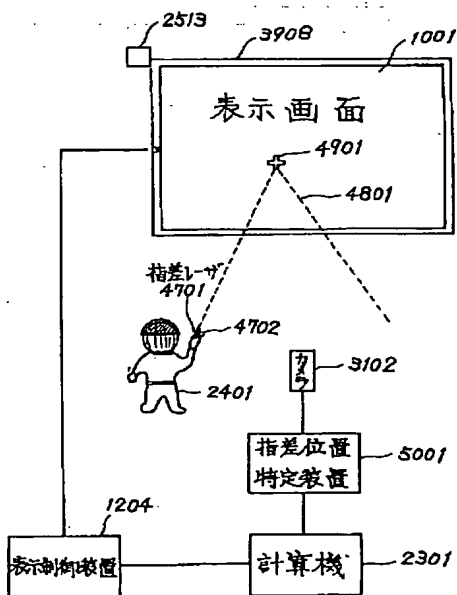 2513
3908
1001
表示画面
4901
4801
指差レーザ
4701
4702
カメラ
3102
2401
指差位置
特定装置
5001
1204
表示制御装置
計算機
2301